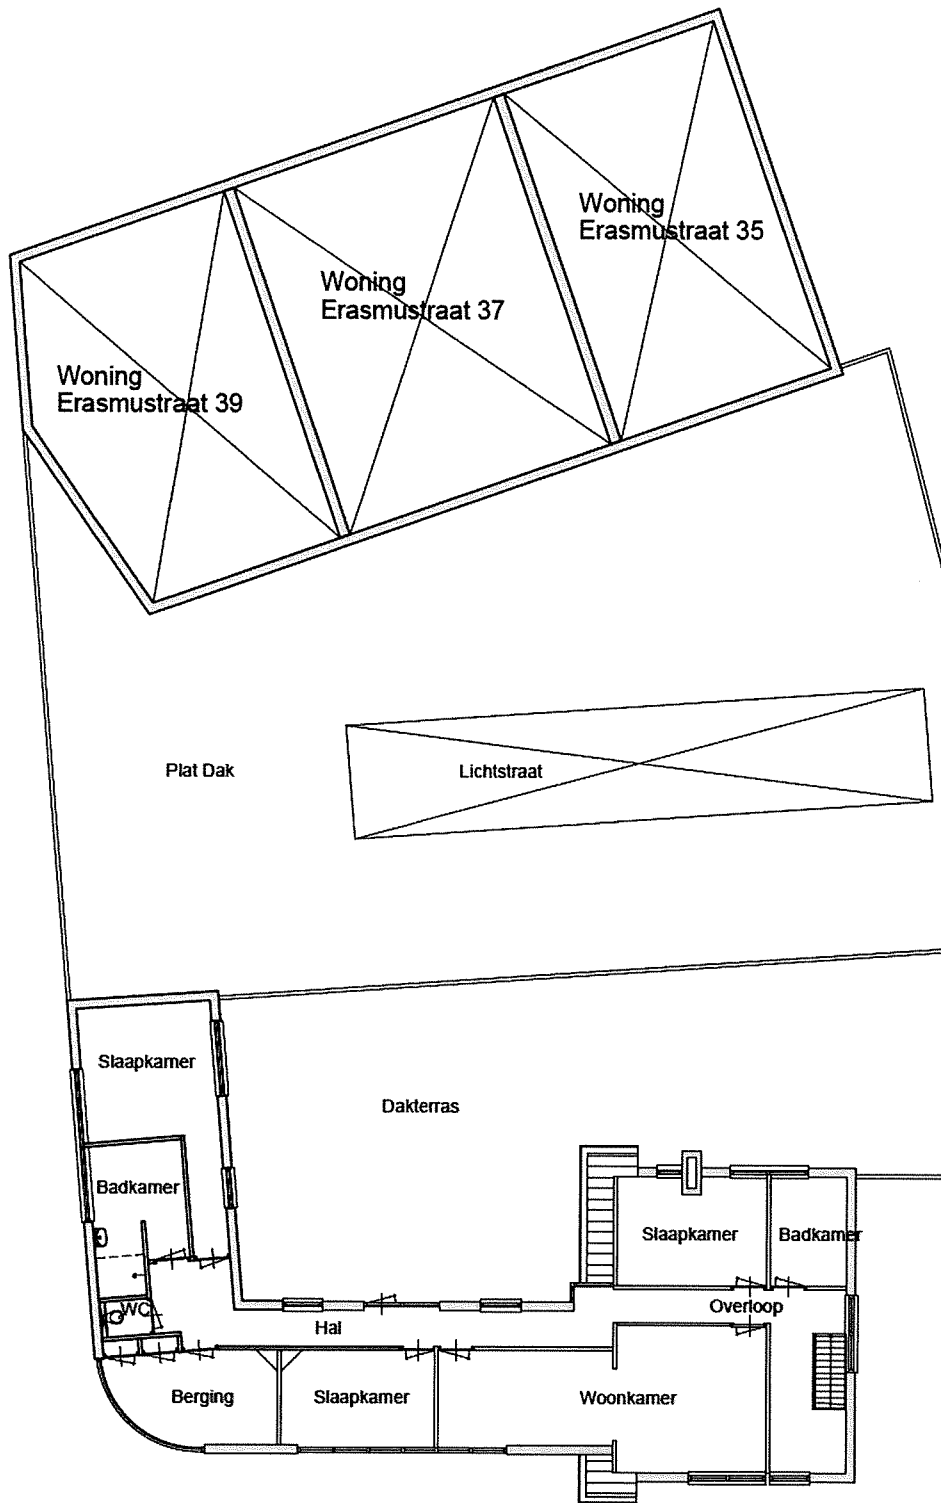 Woning
Erasmustraat 35
Woning
Erasmustraat 37
Woning
Erasmustraat 39
Plat Dak
Lichtstraat
Slaapkamer
Dakterras
Badkamer
Slaapkamer
Badkamer
WC
Hal
Overloop
Berging
Slaapkamer
Woonkamer